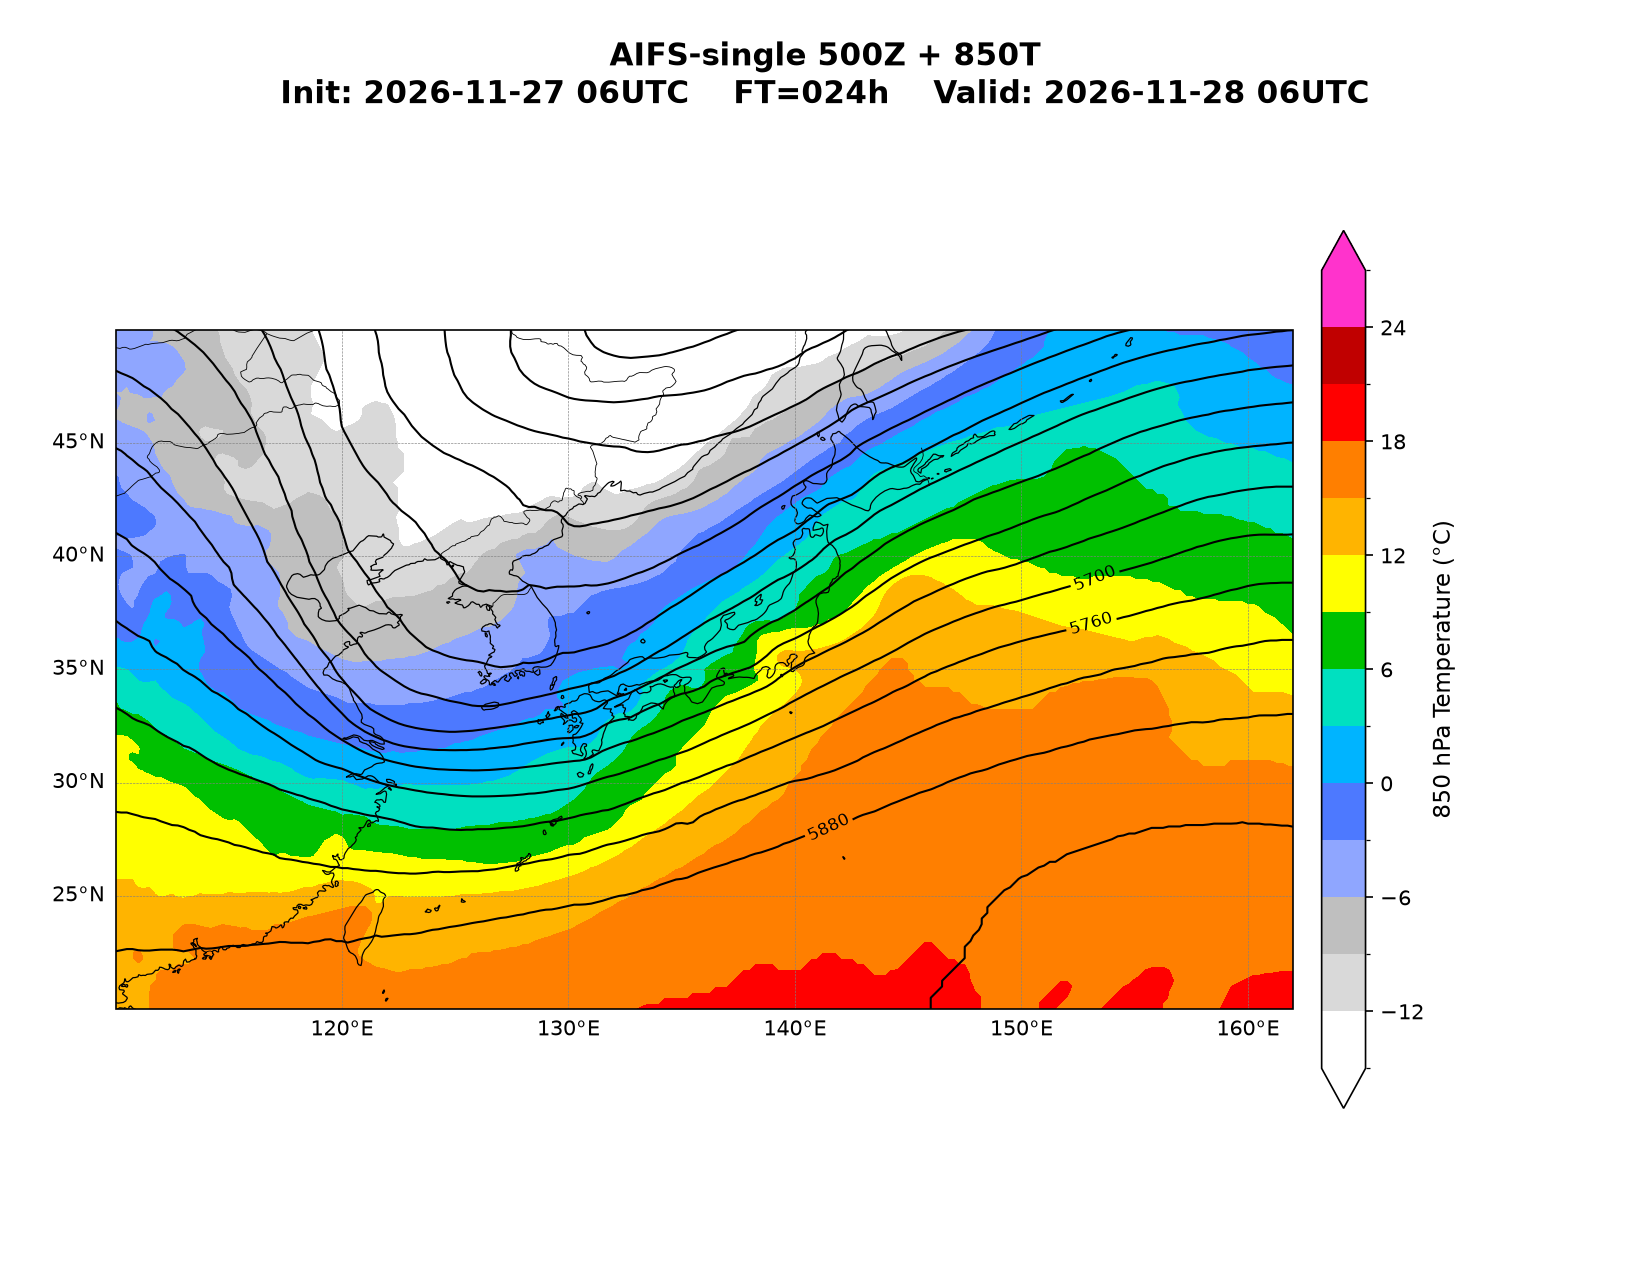 AIFS-single 500Z + 850T
Init: 2026-11-27 06UTC    FT=024h    Valid: 2026-11-28 06UTC
24
18
12
6
0
−6
−12
850 hPa Temperature (°C)
45°N
40°N
35°N
30°N
25°N
5700
5760
5880
120°E
130°E
140°E
150°E
160°E